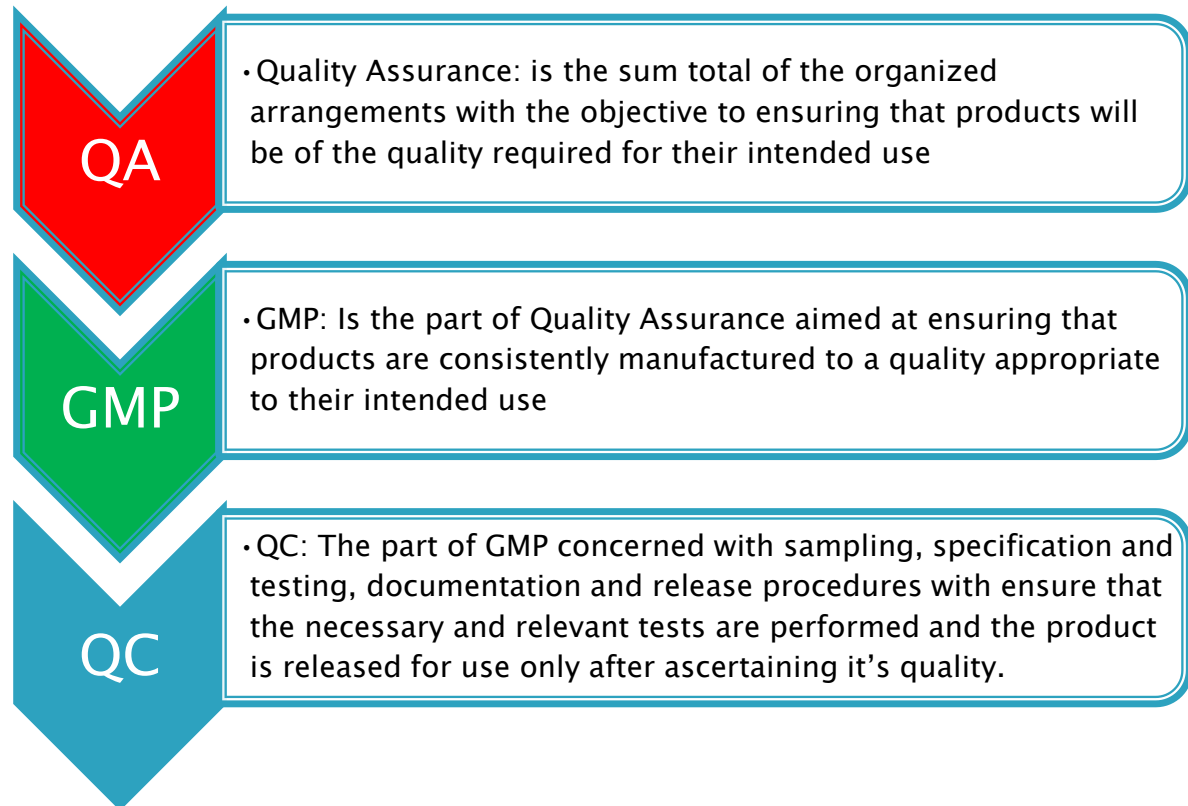 QA
•Quality Assurance: is the sum total of the organized
arrangements with the objective to ensuring that products will
be of the quality required for their intended use
GMP
•GMP: Is the part of Quality Assurance aimed at ensuring that
products are consistently manufactured to a quality appropriate
to their intended use
QC
•QC: The part of GMP concerned with sampling, specification and
testing, documentation and release procedures with ensure that
the necessary and relevant tests are performed and the product
is released for use only after ascertaining it’s quality.